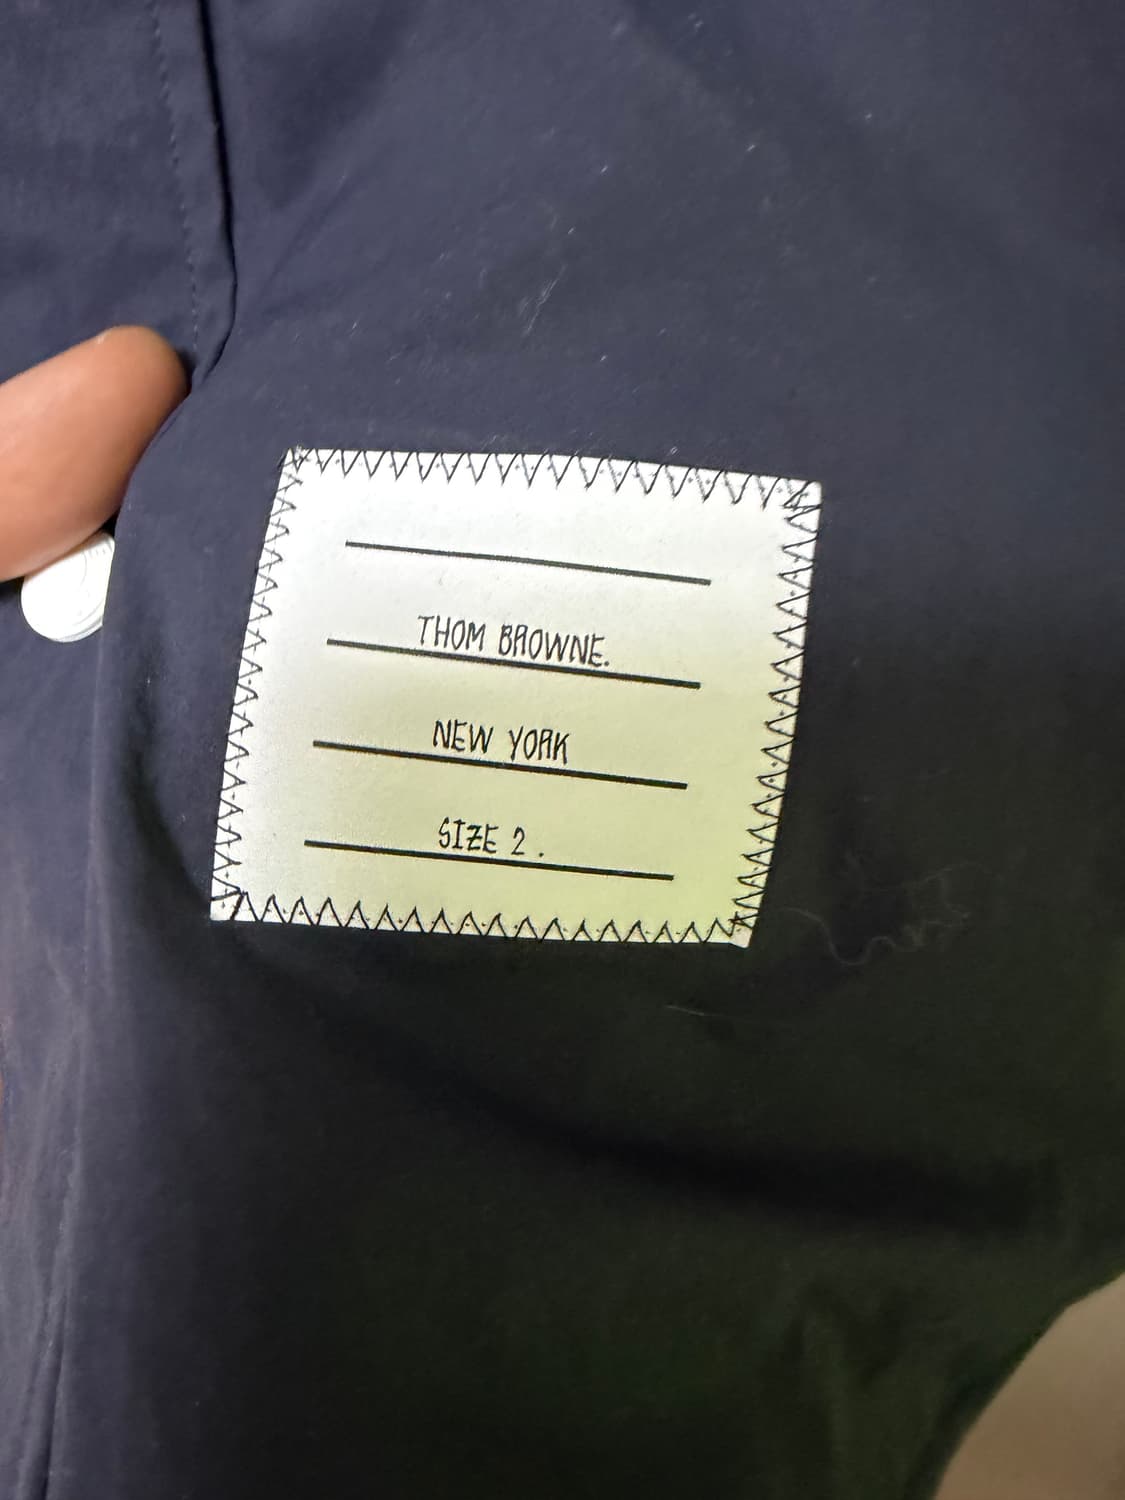 THOM BROWNE.
NEW YORK
SIZE 2.